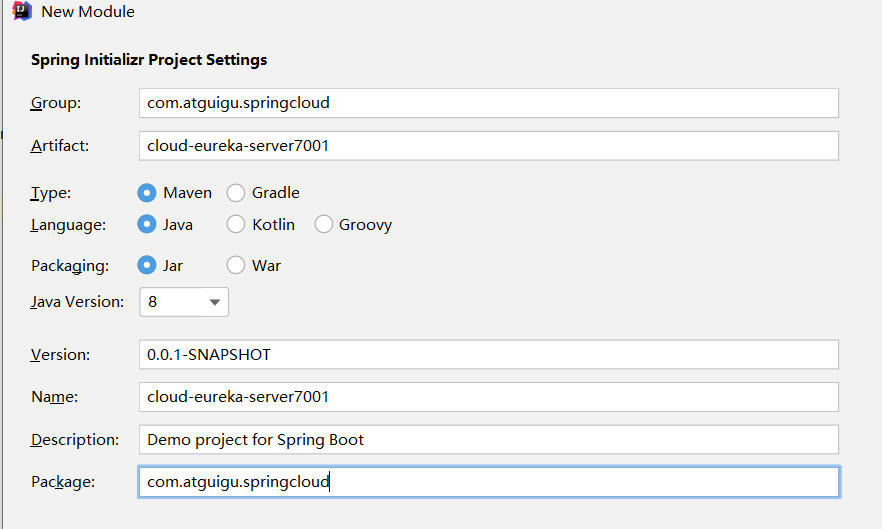 New Module
Spring Initializr Project Settings
Group: com.atguigu.springcloud
Artifact: cloud-eureka-server7001
Type: Maven Gradle
Language: Java Kotlin Groovy
Packaging: Jar War
Java Version: 8
Version: 0.0.1-SNAPSHOT
Name: cloud-eureka-server7001
Description: Demo project for Spring Boot
Package: com.atguigu.springcloud